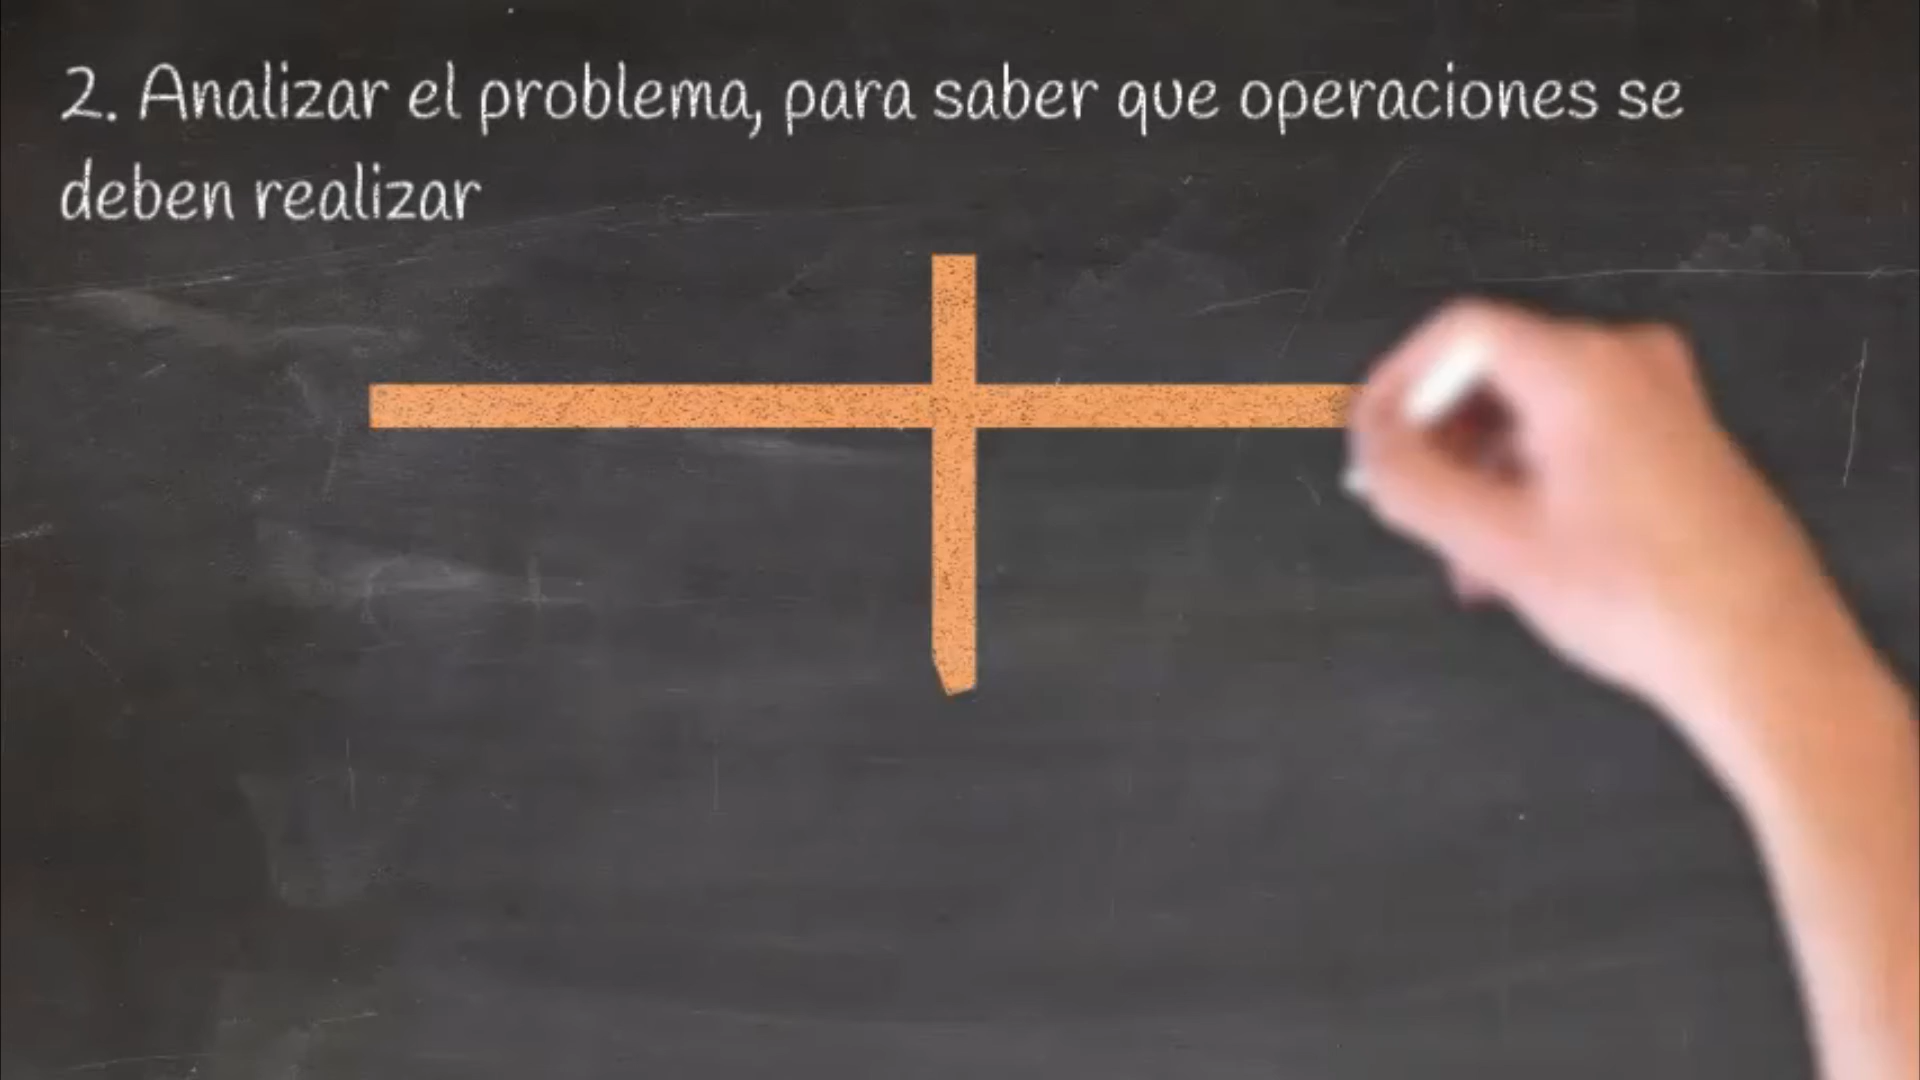 2. Analizar el problema, para saber que operaciones se
deben realizar